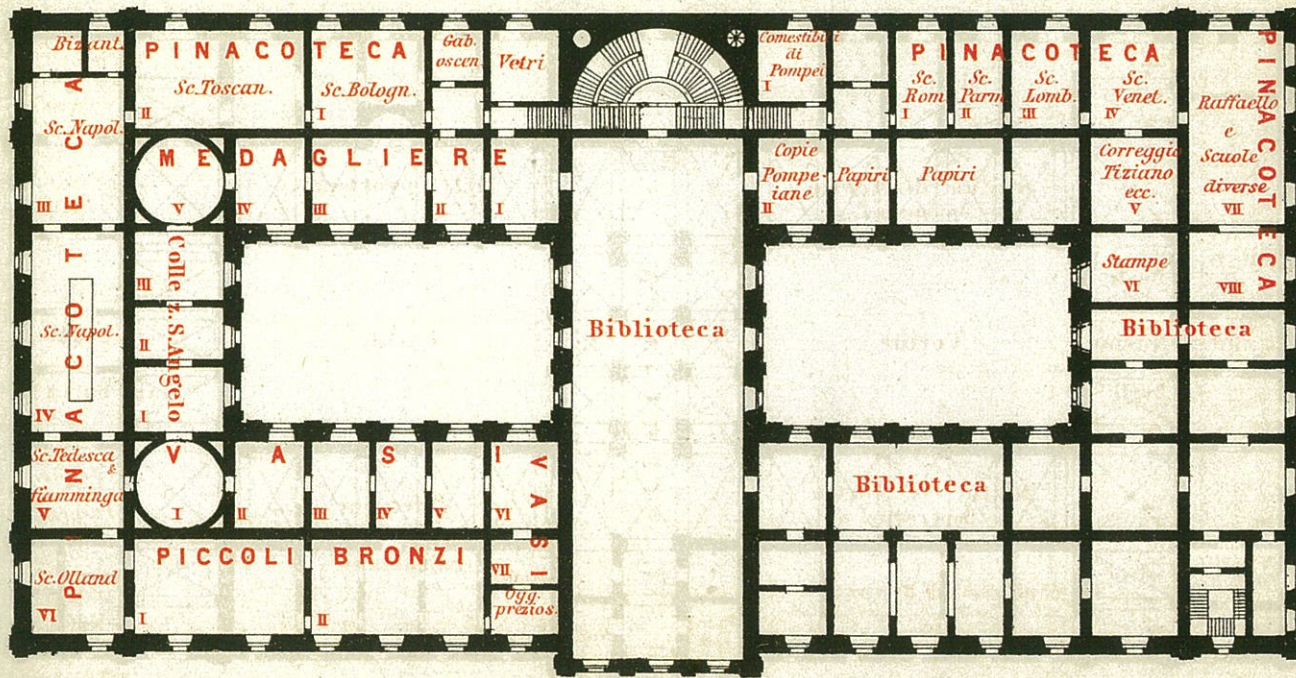 Bizant.
PINACOTECA
Sc. Toscan.
II
Sc. Bologn.
I
Gab.
oscen.
Vetri
Comestibili
di
Pompei
I
PINACOTECA
Sc.
Rom.
I
Sc.
Parm.
II
Sc.
Lomb.
III
Sc.
Venet.
IV
PINACOTECA
Raffaello
e
Scuole
diverse
VII
PINACOTECA
Sc. Napol.
III
MEDAGLIERE
V
IV
III
II
I
Copie
Pompe-
iane
II
Papiri
Papiri
Correggio
Tiziano
ecc.
V
Sc. Napol.
IV
Collez. S. Angelo
III
II
I
Biblioteca
Stampe
VI
VIII
Biblioteca
Sc. Tedesca
&
fiamminga
V
VASI
I
II
III
IV
V
VI
VASI
VII
Biblioteca
Sc. Olland
VI
PICCOLI BRONZI
I
II
Ogg.
prezios.